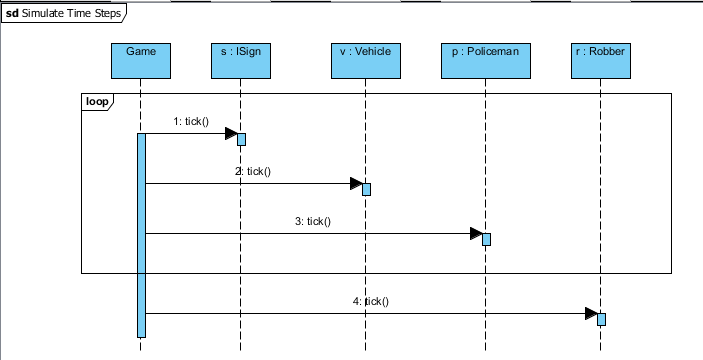 sd Simulate Time Steps
Game
s : ISign
v : Vehicle
p : Policeman
r : Robber
loop
1: tick()
2: tick()
3: tick()
4: tick()